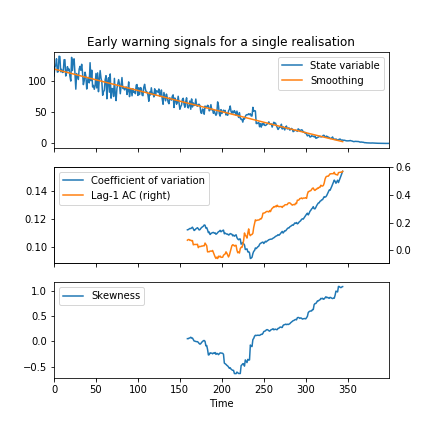 Early warning signals for a single realisation
State variable
Smoothing
100
50
0
Coefficient of variation
Lag-1 AC (right)
0.14
0.12
0.10
0.6
0.4
0.2
0.0
Skewness
1.0
0.5
0.0
−0.5
0 50 100 150 200 250 300 350
Time